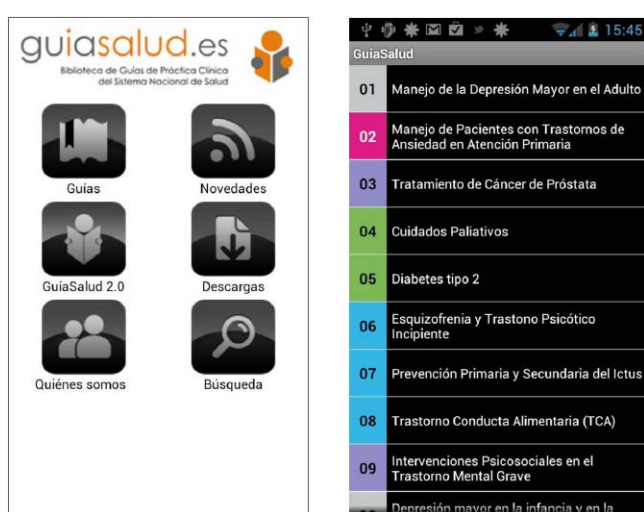 guíasalud.es
Biblioteca de Guías de Práctica Clínica
del Sistema Nacional de Salud
Guías
Novedades
GuíaSalud 2.0
Descargas
Quiénes somos
Búsqueda
15:45
GuiaSalud
01
Manejo de la Depresión Mayor en el Adulto
02
Manejo de Pacientes con Trastornos de
Ansiedad en Atención Primaria
03
Tratamiento de Cáncer de Próstata
04
Cuidados Paliativos
05
Diabetes tipo 2
06
Esquizofrenia y Trastono Psicótico
Incipiente
07
Prevención Primaria y Secundaria del Ictus
08
Trastorno Conducta Alimentaria (TCA)
09
Intervenciones Psicosociales en el
Trastorno Mental Grave
Depresión mayor en la infancia y en la